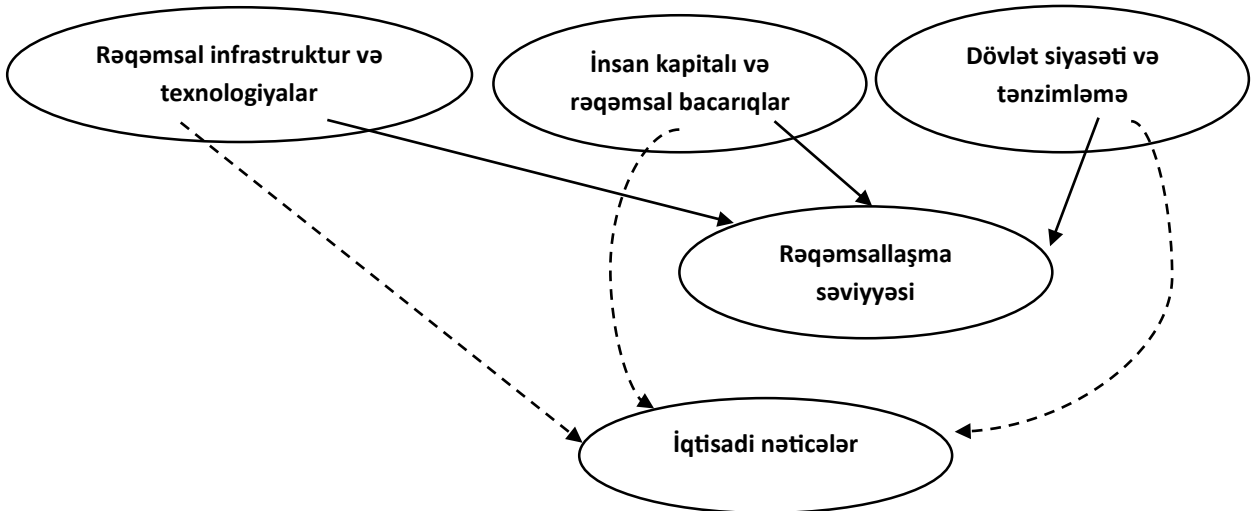 Rəqəmsal infrastruktur və
texnologiyalar
İnsan kapitalı və
rəqəmsal bacarıqlar
Dövlət siyasəti və
tənzimləmə
Rəqəmsallaşma
səviyyəsi
İqtisadi nəticələr